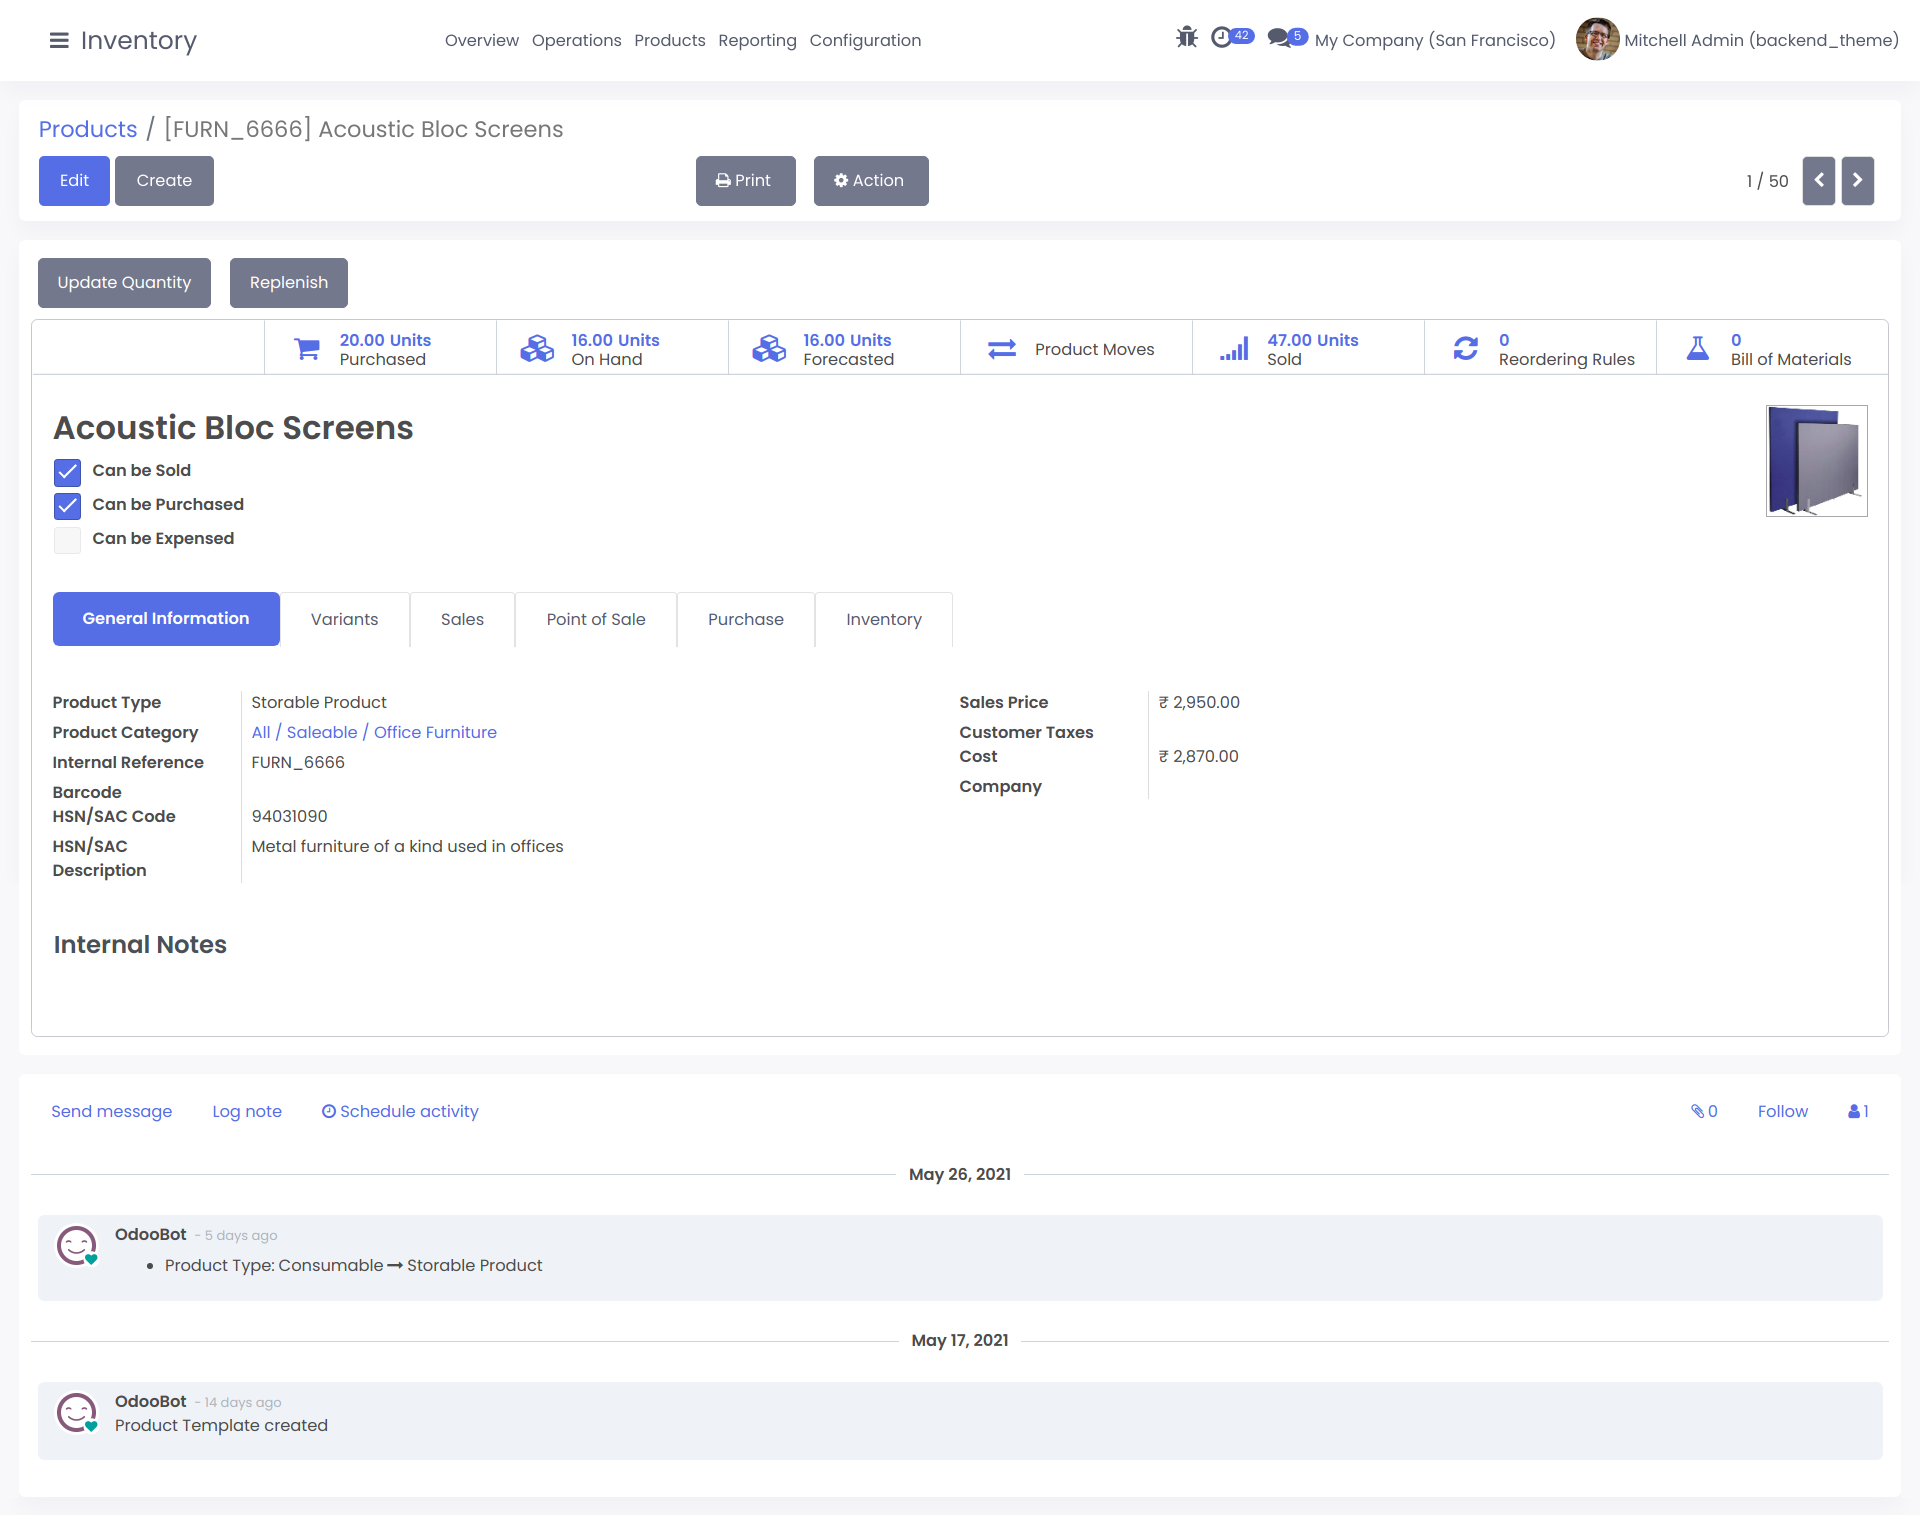 Inventory
Overview Operations Products Reporting Configuration
42 5 My Company (San Francisco) Mitchell Admin (backend_theme)
Products / [FURN_6666] Acoustic Bloc Screens
Edit Create Print Action 1 / 50
Update Quantity Replenish
20.00 Units
Purchased
16.00 Units
On Hand
16.00 Units
Forecasted
Product Moves
47.00 Units
Sold
0
Reordering Rules
0
Bill of Materials
Acoustic Bloc Screens
Can be Sold
Can be Purchased
Can be Expensed
General Information Variants Sales Point of Sale Purchase Inventory
Product Type Storable Product
Product Category All / Saleable / Office Furniture
Internal Reference FURN_6666
Barcode
HSN/SAC Code 94031090
HSN/SAC Description Metal furniture of a kind used in offices
Sales Price ₹ 2,950.00
Customer Taxes
Cost ₹ 2,870.00
Company
Internal Notes
Send message Log note Schedule activity 0 Follow 1
May 26, 2021
OdooBot - 5 days ago
• Product Type: Consumable → Storable Product
May 17, 2021
OdooBot - 14 days ago
Product Template created